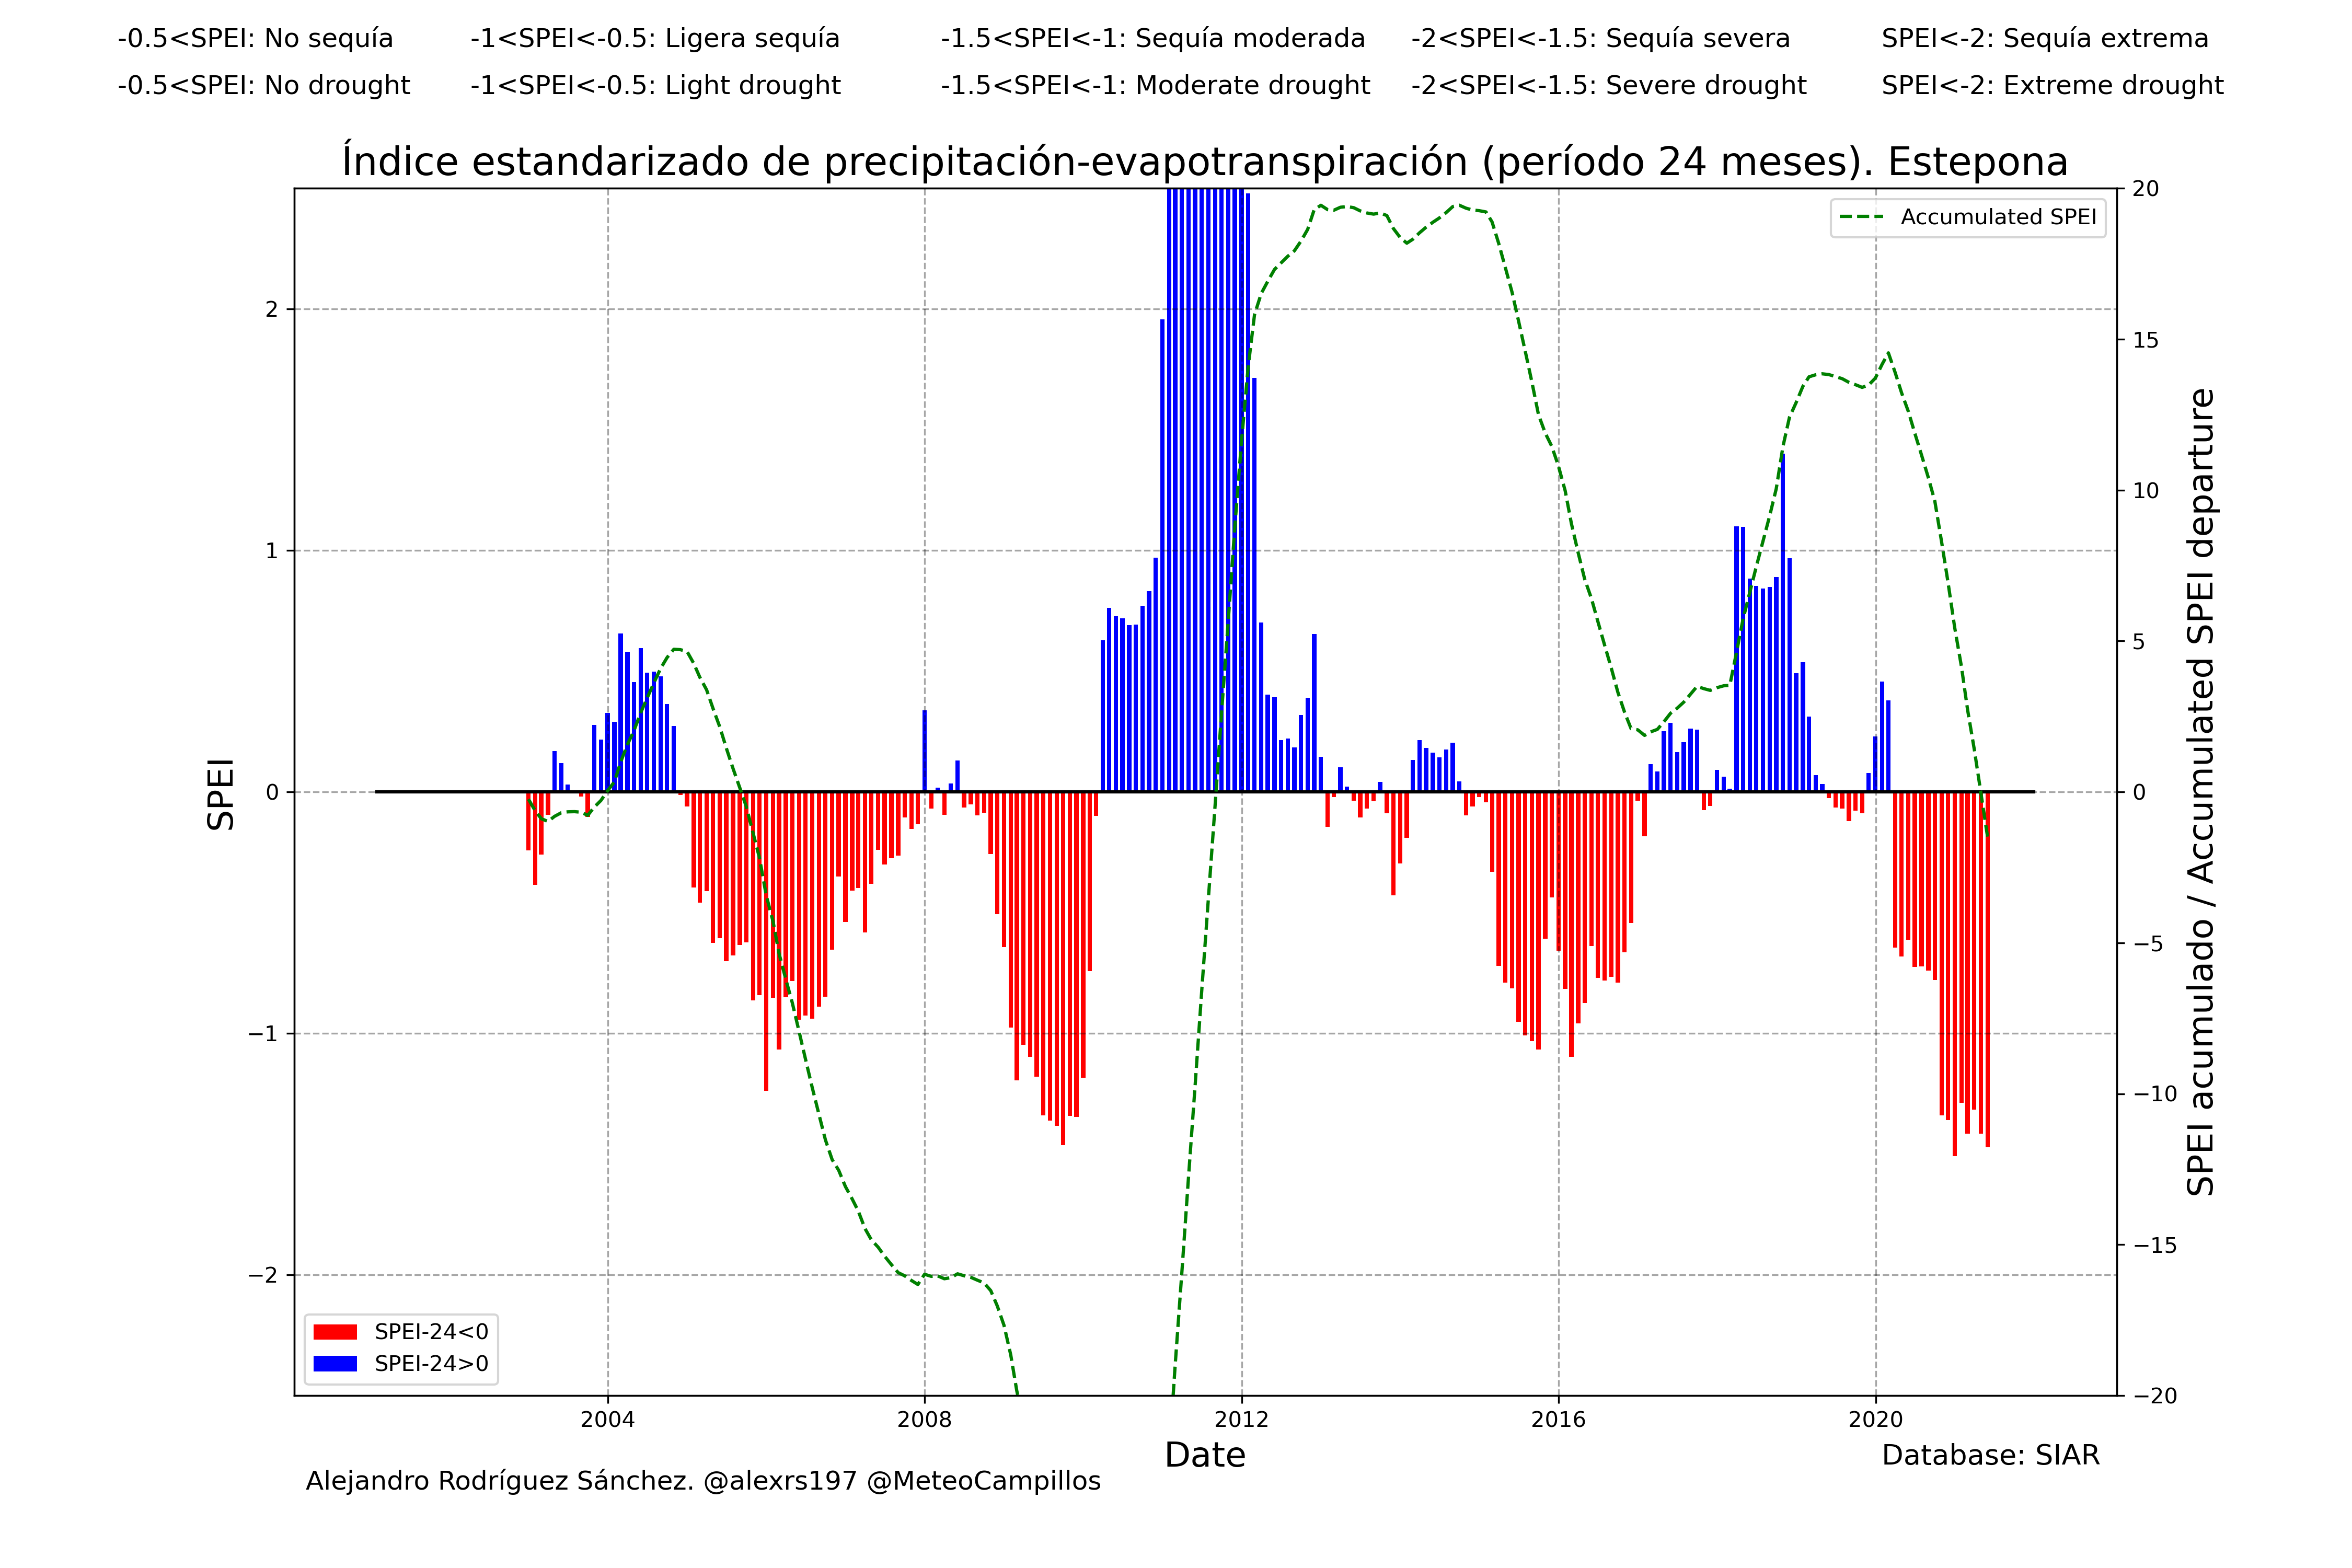 -0.5<SPEI: No sequía -1<SPEI<-0.5: Ligera sequía -1.5<SPEI<-1: Sequía moderada -2<SPEI<-1.5: Sequía severa SPEI<-2: Sequía extrema
-0.5<SPEI: No drought -1<SPEI<-0.5: Light drought -1.5<SPEI<-1: Moderate drought -2<SPEI<-1.5: Severe drought SPEI<-2: Extreme drought
Índice estandarizado de precipitación-evapotranspiración (período 24 meses). Estepona
Accumulated SPEI
2
1
0
−1
−2
SPEI
20
15
10
5
0
−5
−10
−15
−20
SPEI acumulado / Accumulated SPEI departure
SPEI-24<0
SPEI-24>0
2004 2008 2012 2016 2020
Date
Database: SIAR
Alejandro Rodríguez Sánchez. @alexrs197 @MeteoCampillos